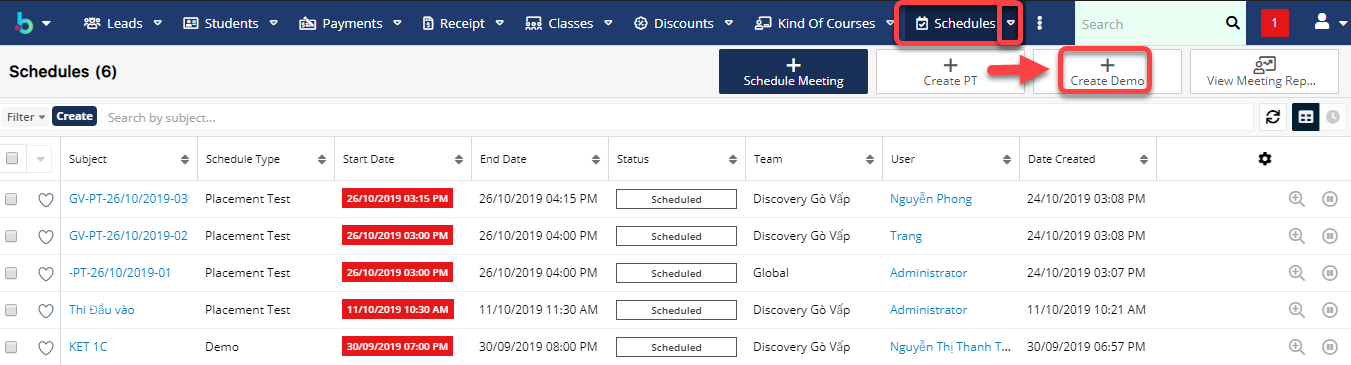 Leads Students Payments Receipt Classes Discounts Kind Of Courses Schedules Search 1
Schedules (6) Schedule Meeting Create PT Create Demo View Meeting Rep...
Filter Create Search by subject...
Subject Schedule Type Start Date End Date Status Team User Date Created
GV-PT-26/10/2019-03 Placement Test 26/10/2019 03:15 PM 26/10/2019 04:15 PM Scheduled Discovery Gò Vấp Nguyễn Phong 24/10/2019 03:08 PM
GV-PT-26/10/2019-02 Placement Test 26/10/2019 03:00 PM 26/10/2019 04:00 PM Scheduled Discovery Gò Vấp Trang 24/10/2019 03:08 PM
-PT-26/10/2019-01 Placement Test 26/10/2019 03:00 PM 26/10/2019 04:00 PM Scheduled Global Administrator 24/10/2019 03:07 PM
Thi Đầu vào Placement Test 11/10/2019 10:30 AM 11/10/2019 11:30 AM Scheduled Discovery Gò Vấp Administrator 11/10/2019 10:21 AM
KET 1C Demo 30/09/2019 07:00 PM 30/09/2019 08:00 PM Scheduled Discovery Gò Vấp Nguyễn Thị Thanh T... 30/09/2019 06:57 PM